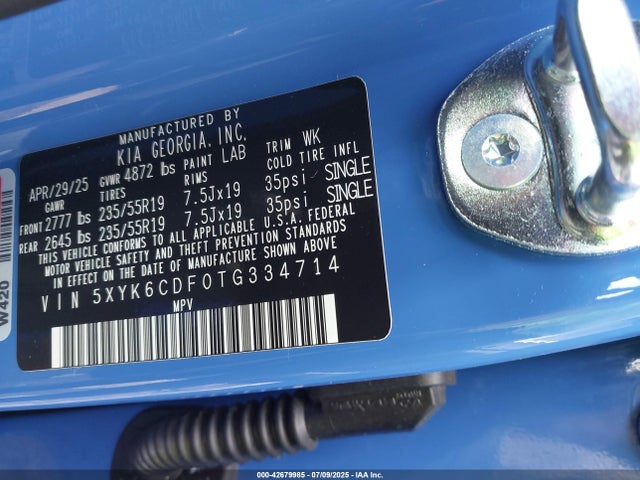 MANUFACTURED BY
KIA GEORGIA, INC.
APR/29/25 GVWR 4872 lbs PAINT LAB TRIM WK
GAWR TIRES RIMS COLD TIRE INFL
FRONT 2777 lbs 235/55R19 7.5Jx19 35psi SINGLE
REAR 2645 lbs 235/55R19 7.5Jx19 35psi SINGLE
THIS VEHICLE CONFORMS TO ALL APPLICABLE U.S.A. FEDERAL
MOTOR VEHICLE SAFETY AND THEFT PREVENTION STANDARDS
IN EFFECT ON THE DATE OF MANUFACTURE SHOWN ABOVE
VIN 5XYK6CDF0TG334714
MPV
W420
000-42679985 07/09/2025 IAA Inc.